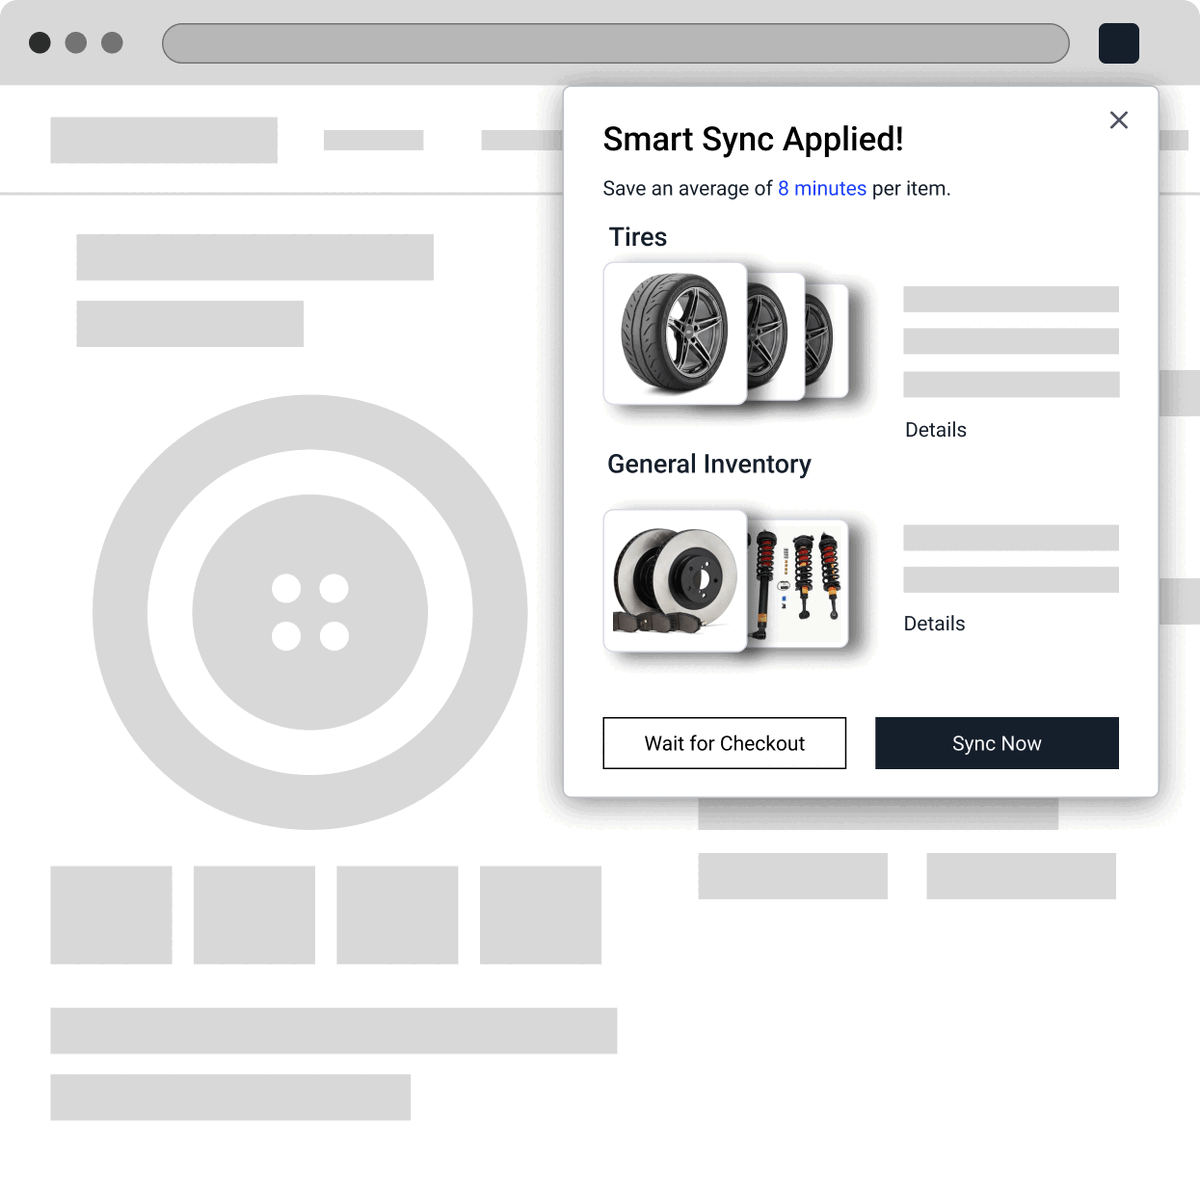 Smart Sync Applied!
Save an average of 8 minutes per item.
Tires
Details
General Inventory
Details
Wait for Checkout
Sync Now